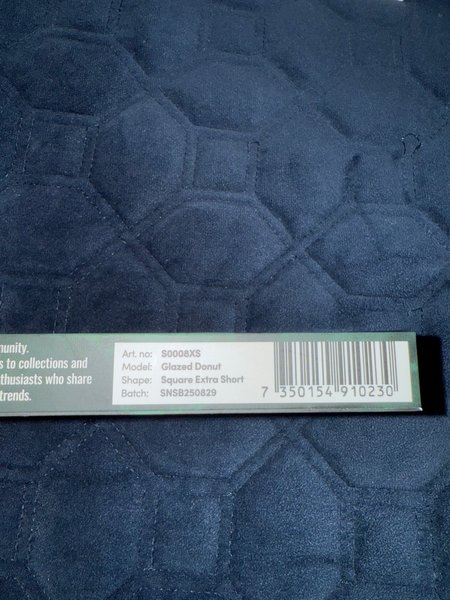 munity.
s to collections and
thusiasts who share
trends.
Art. no: S0008XS
Model: Glazed Donut
Shape: Square Extra Short
Batch: SNSB250829
7 350154 910230